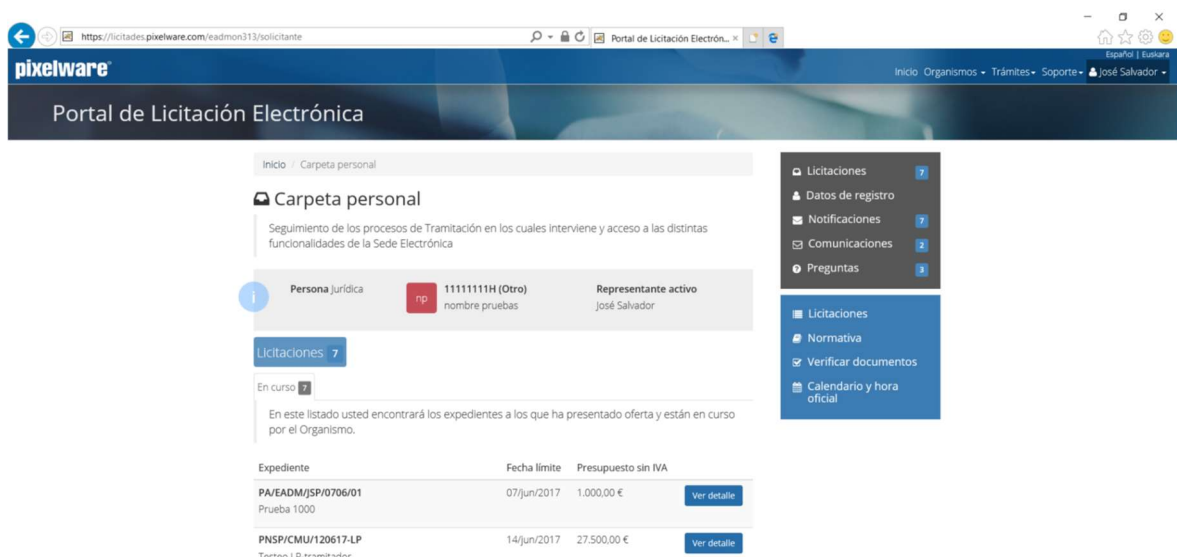 https://licitades.pixelware.com/eadmon313/solicitante
Portal de Licitación Electrón...
Español | Euskara
pixelware
Inicio Organismos Trámites Soporte José Salvador
Portal de Licitación Electrónica
Inicio / Carpeta personal
Carpeta personal
Seguimiento de los procesos de Tramitación en los cuales interviene y acceso a las distintas
funcionalidades de la Sede Electrónica
i
Persona Jurídica
np
11111111H (Otro)
nombre pruebas
Representante activo
José Salvador
Licitaciones 7
En curso 7
En este listado usted encontrará los expedientes a los que ha presentado oferta y están en curso
por el Organismo.
Expediente Fecha límite Presupuesto sin IVA
PA/EADM/JSP/0706/01 07/jun/2017 1.000,00 € Ver detalle
Prueba 1000
PNSP/CMU/120617-LP 14/jun/2017 27.500,00 € Ver detalle
Testeo LP tramitador
Licitaciones 7
Datos de registro
Notificaciones 7
Comunicaciones 2
Preguntas 3
Licitaciones
Normativa
Verificar documentos
Calendario y hora
oficial